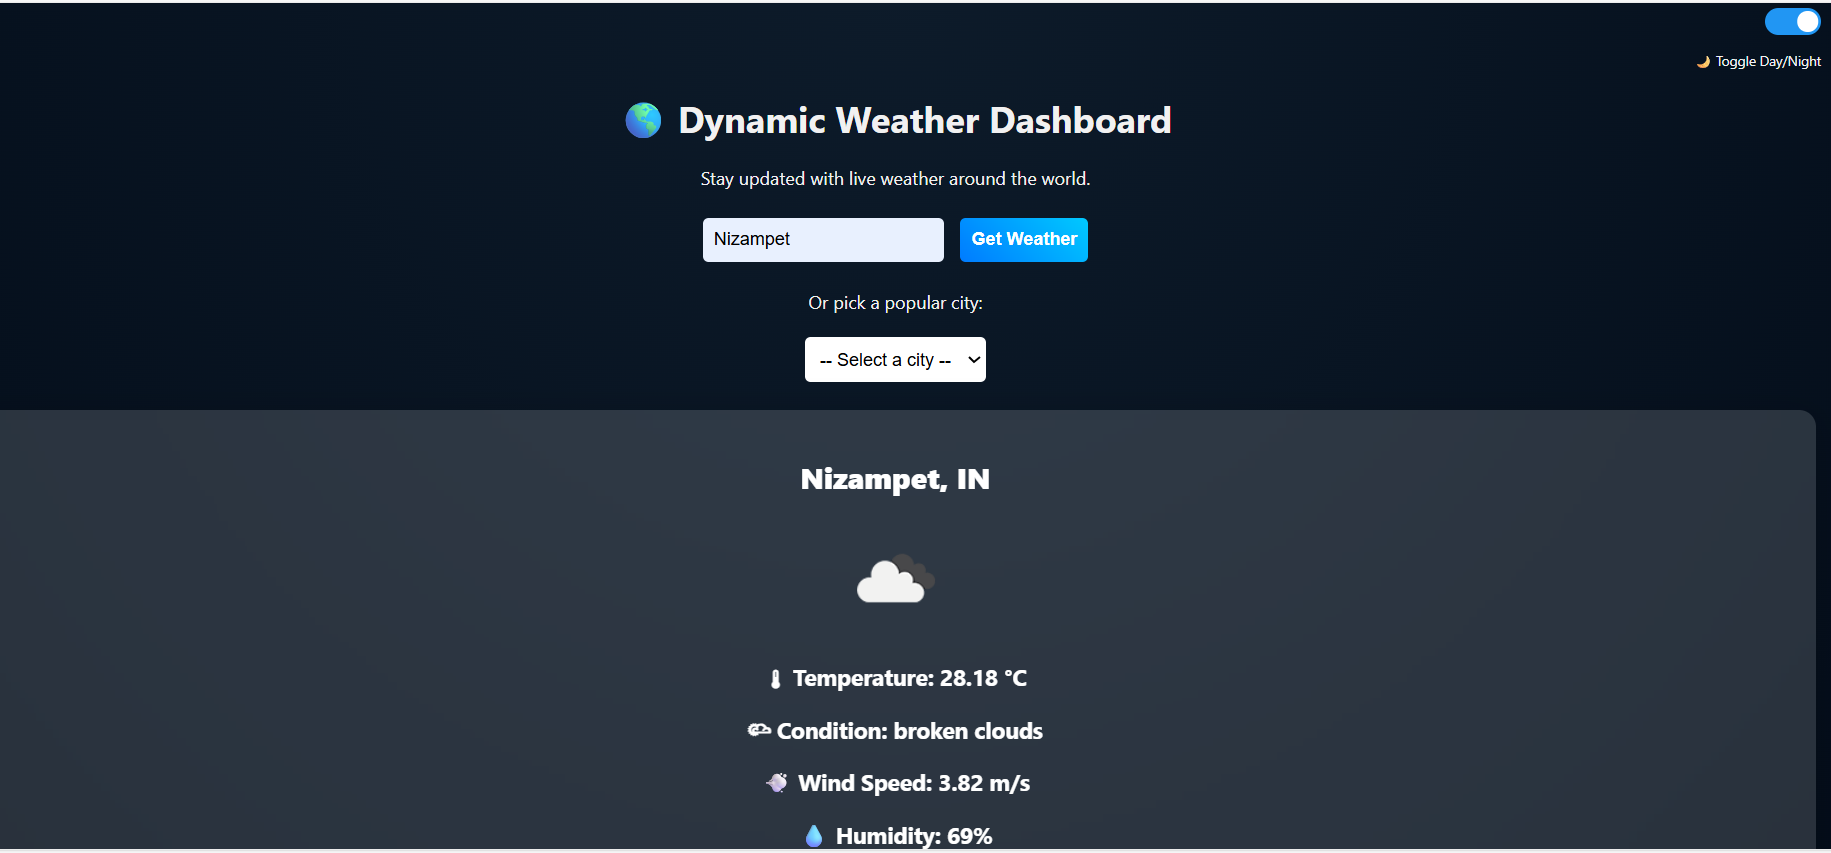 🌙 Toggle Day/Night
🌎 Dynamic Weather Dashboard
Stay updated with live weather around the world.
Nizampet Get Weather
Or pick a popular city:
-- Select a city --
Nizampet, IN
🌡 Temperature: 28.18 °C
🌤 Condition: broken clouds
💨 Wind Speed: 3.82 m/s
💧 Humidity: 69%